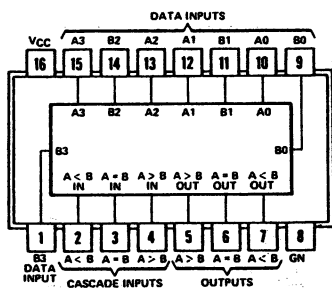 DATA INPUTS
VCC A3 B2 A2 A1 B1 A0 B0
16 15 14 13 12 11 10 9
A3 B2 A2 A1 B1 A0
B3 B0
A < B A = B A > B A > B A = B A < B
IN IN IN OUT OUT OUT
1 2 3 4 5 6 7 8
B3 A < B A = B A > B A > B A = B A < B GN
DATA
INPUT CASCADE INPUTS OUTPUTS